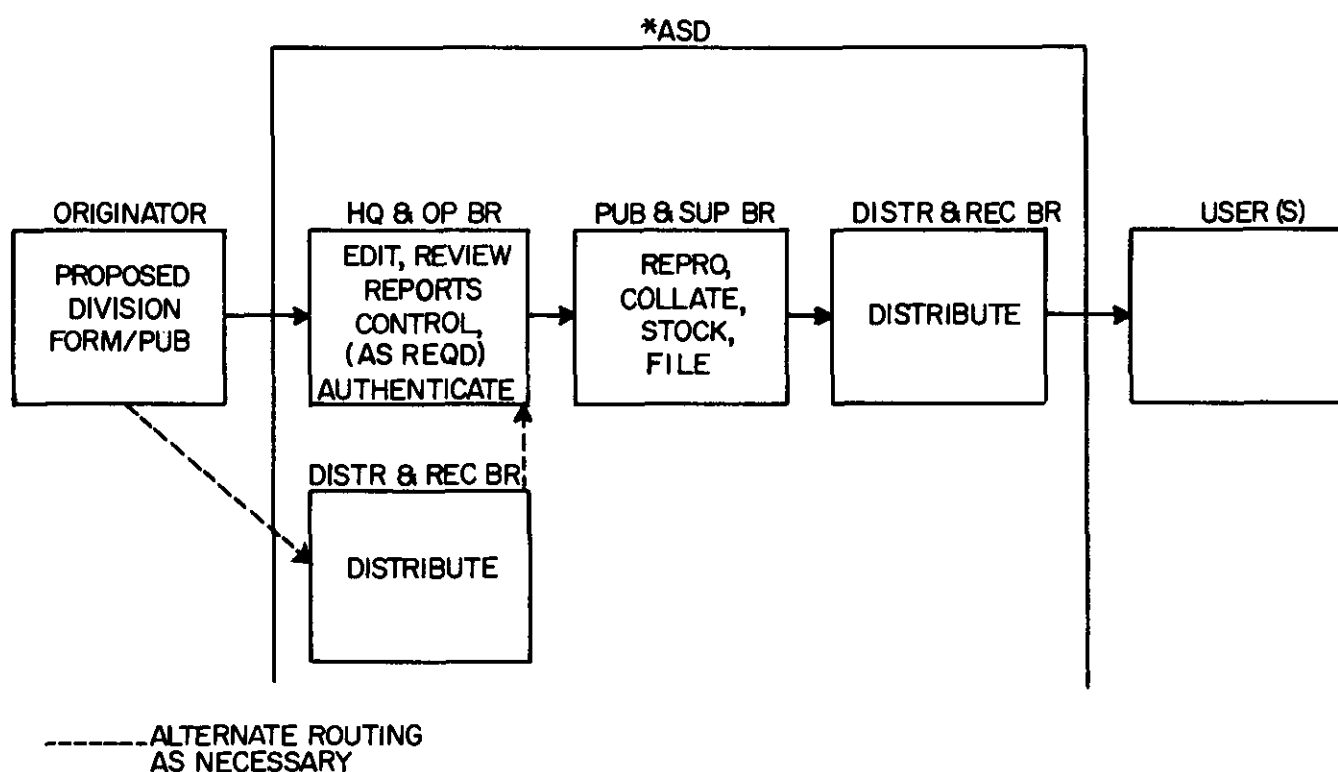 *ASD
ORIGINATOR
PROPOSED
DIVISION
FORM/PUB
HQ & OP BR
EDIT, REVIEW
REPORTS
CONTROL,
(AS REQD)
AUTHENTICATE
PUB & SUP BR
REPRO,
COLLATE,
STOCK,
FILE
DISTR & REC BR
DISTRIBUTE
USER (S)
DISTR & REC BR
DISTRIBUTE
ALTERNATE ROUTING
AS NECESSARY